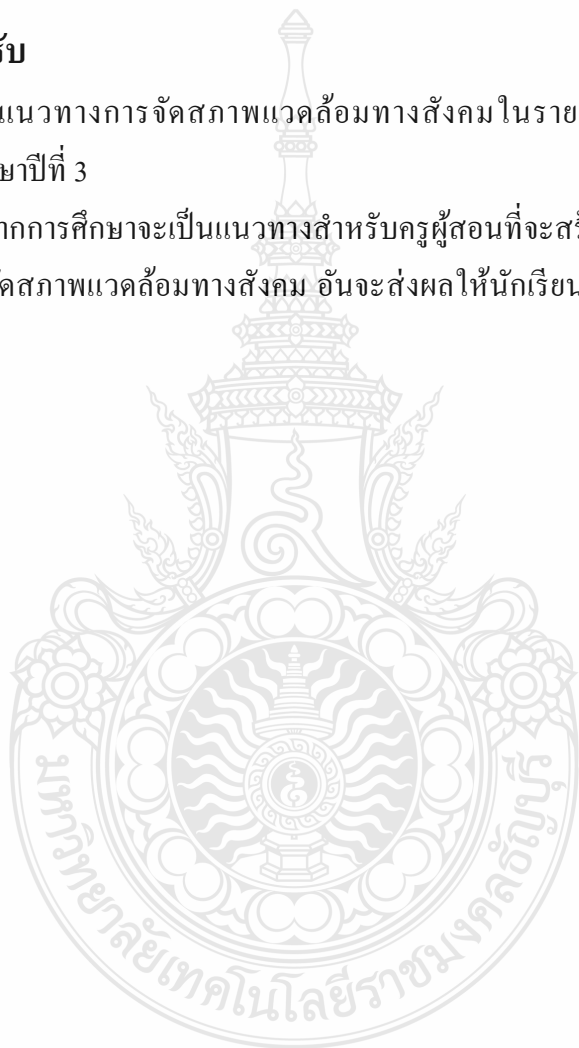 รับ
แนวทางการจัดสภาพแวดล้อมทางสังคมในราย
ษาปีที่ 3
ากการศึกษาจะเป็นแนวทางสำหรับครูผู้สอนที่จะสร้
ัดสภาพแวดล้อมทางสังคม อันจะส่งผลให้นักเรียน
มหาวิทยาลัยเทคโนโลยีราชมงคลธัญบุรี